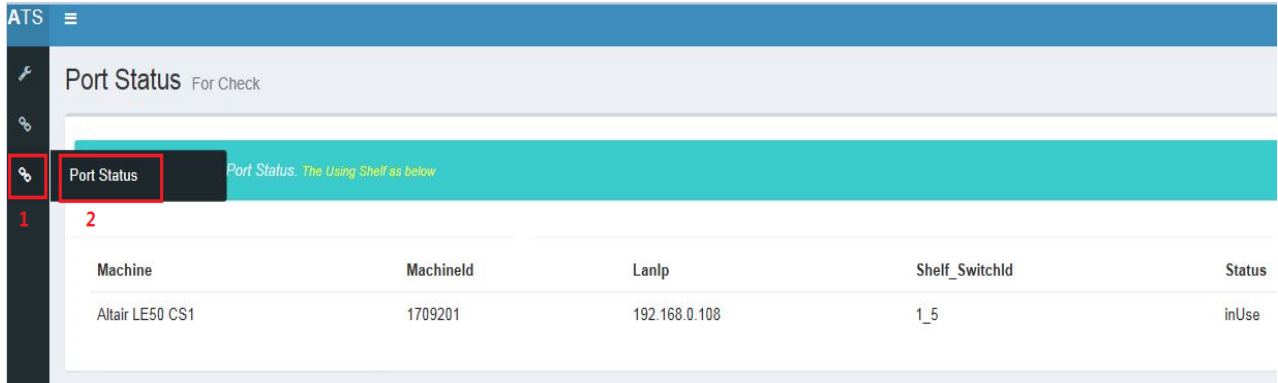 ATS
Port Status For Check
Port Status
Port Status. The Using Shelf as below
1
2
Machine MachineId LanIp Shelf_SwitchId Status
Altair LE50 CS1 1709201 192.168.0.108 1_5 inUse